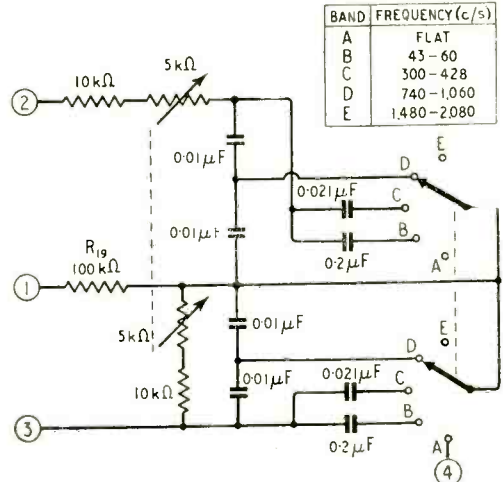 BAND FREQUENCY (c/s)
A FLAT
B 43-60
C 300-428
D 740-1,060
E 1,480-2,080
2
10kΩ
5kΩ
0·01μF
E
D
0·021μF
C
0·01μF
B
0·2μF
R19
100kΩ
A
1
5kΩ
0·01μF
E
D
0·01μF
0·021μF
C
10kΩ
B
0·2μF
3
A
4